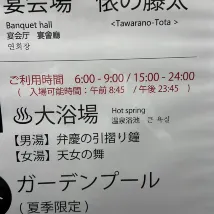 宴会場 俵の藤太
Banquet hall <Tawarano-Tota>
宴会厅 宴會廳
연회장
ご利用時間 6:00 - 9:00 / 15:00 - 24:00
( 入場可能時間：午前 8:45 / 午後 23:45 )
♨大浴場 Hot spring
温泉浴池
【男湯】弁慶の引摺り鐘
【女湯】天女の舞
ガーデンプール
( 夏季限定 )